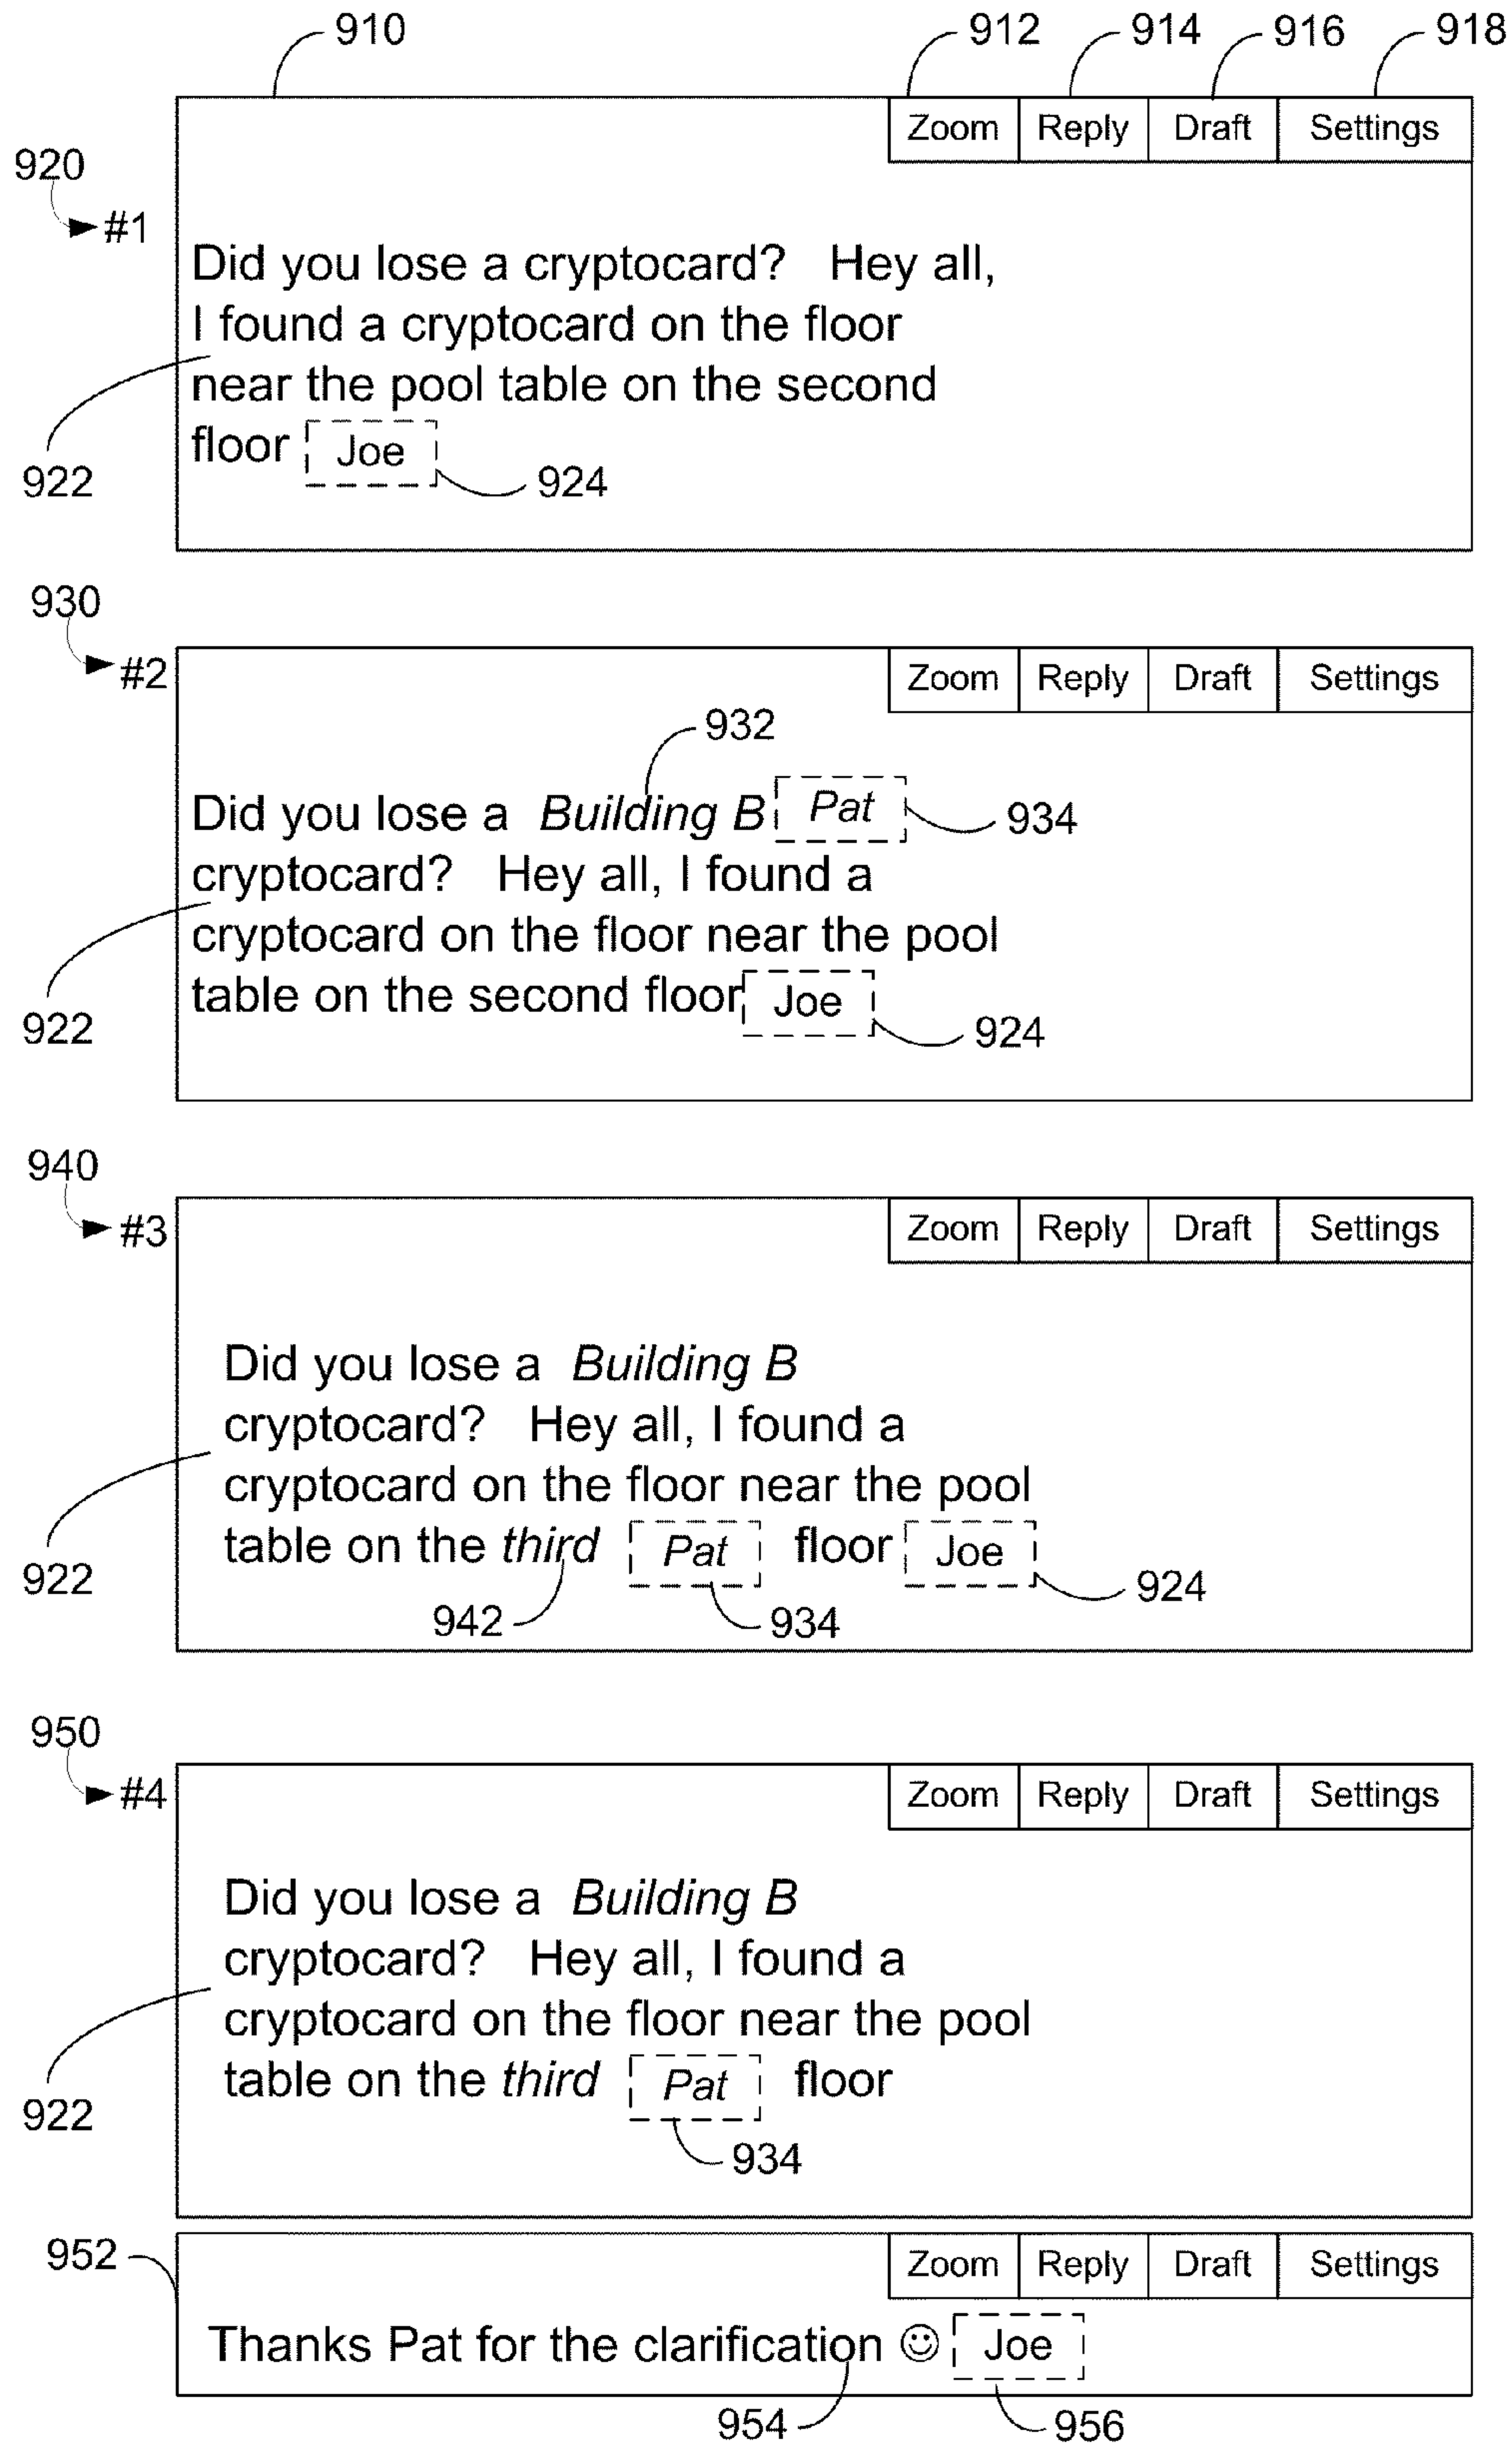 910 912 914 916 918
Zoom Reply Draft Settings
920
#1
Did you lose a cryptocard? Hey all,
I found a cryptocard on the floor
near the pool table on the second
floor Joe
922 924
930
#2 Zoom Reply Draft Settings
932
Did you lose a Building B Pat 934
cryptocard? Hey all, I found a
cryptocard on the floor near the pool
table on the second floor Joe
922 924
940
#3 Zoom Reply Draft Settings
Did you lose a Building B
cryptocard? Hey all, I found a
cryptocard on the floor near the pool
table on the third Pat floor Joe
922 924
942 934
950
#4 Zoom Reply Draft Settings
Did you lose a Building B
cryptocard? Hey all, I found a
cryptocard on the floor near the pool
table on the third Pat floor
922
934
952 Zoom Reply Draft Settings
Thanks Pat for the clarification ☺ Joe
954 956